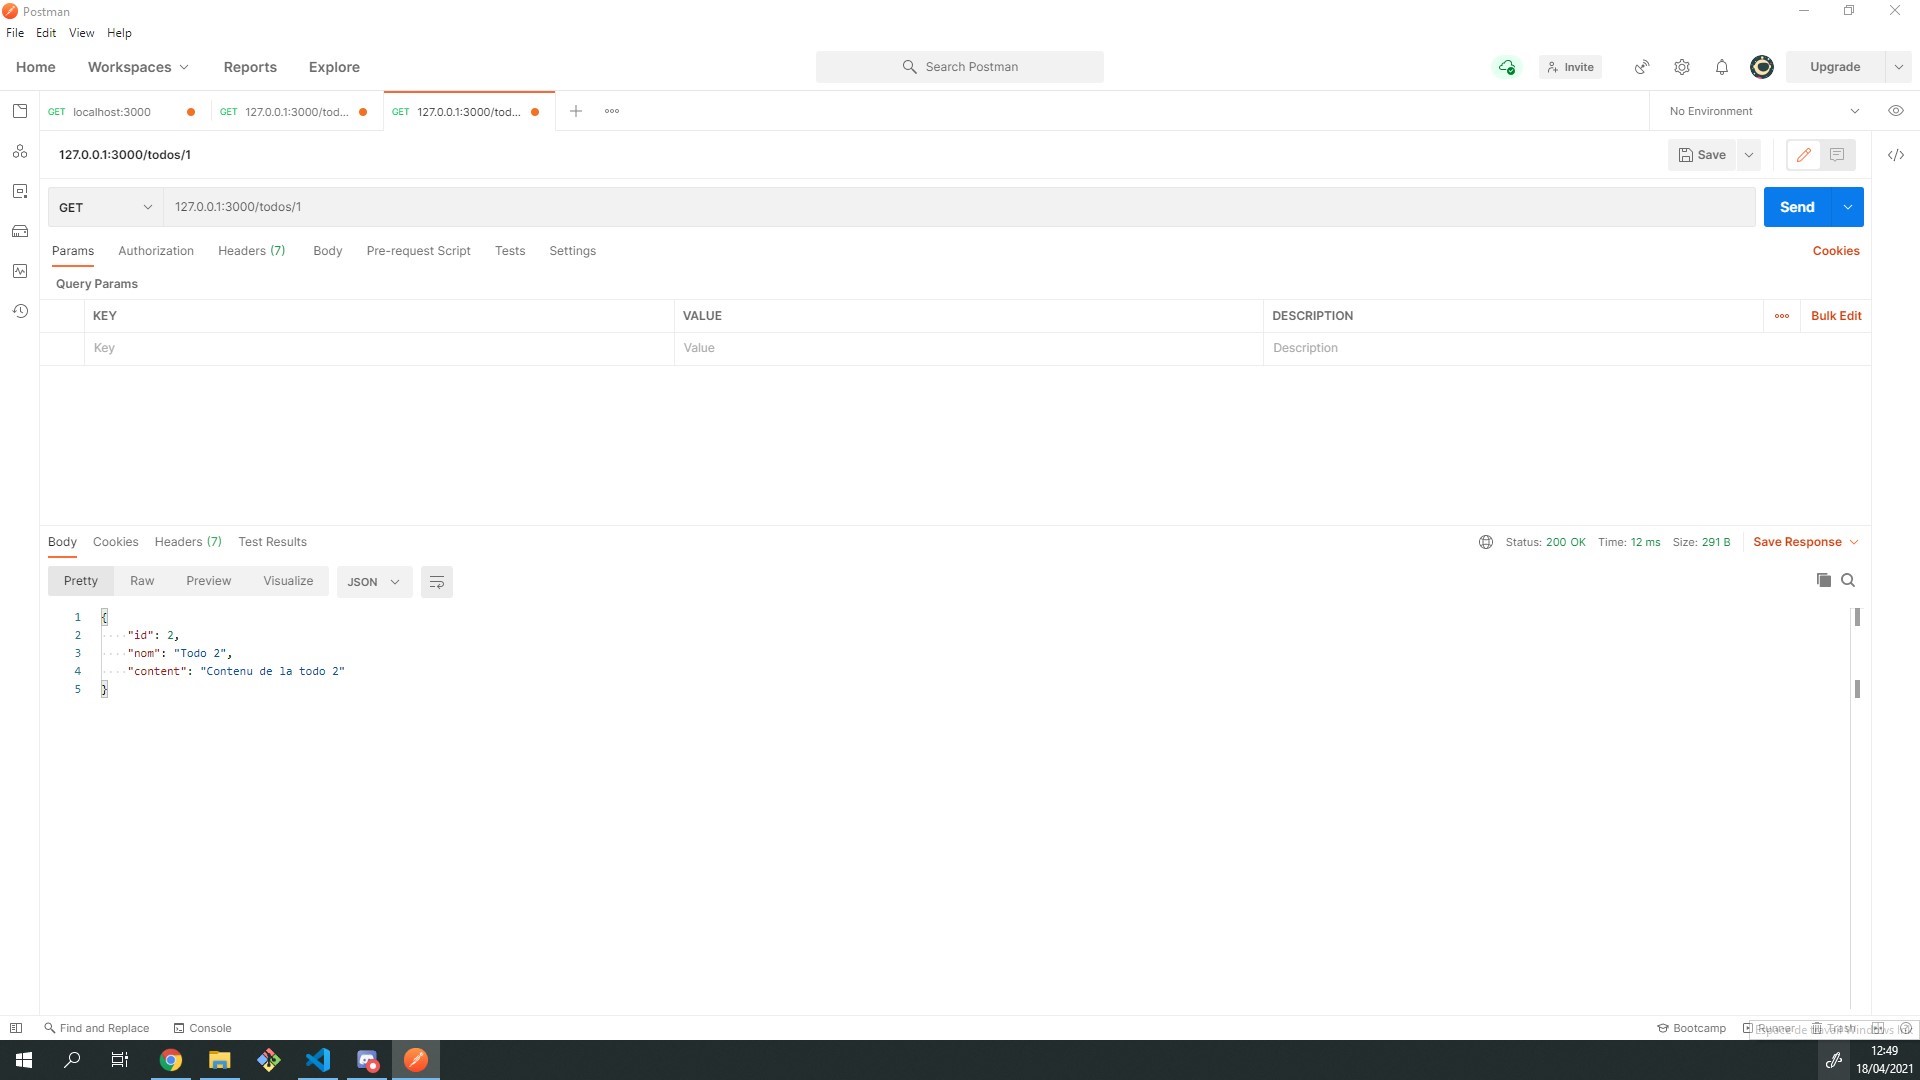 Postman
File Edit View Help
Home Workspaces Reports Explore Search Postman Invite Upgrade
GET localhost:3000 GET 127.0.0.1:3000/tod... GET 127.0.0.1:3000/tod... No Environment
127.0.0.1:3000/todos/1 Save
GET 127.0.0.1:3000/todos/1 Send
Params Authorization Headers (7) Body Pre-request Script Tests Settings Cookies
Query Params
KEY VALUE DESCRIPTION Bulk Edit
Key Value Description
Body Cookies Headers (7) Test Results Status: 200 OK Time: 12 ms Size: 291 B Save Response
Pretty Raw Preview Visualize JSON
1 {
2 "id": 2,
3 "nom": "Todo 2",
4 "content": "Contenu de la todo 2"
5 }
Find and Replace Console Bootcamp Runner Trash
12:49
18/04/2021